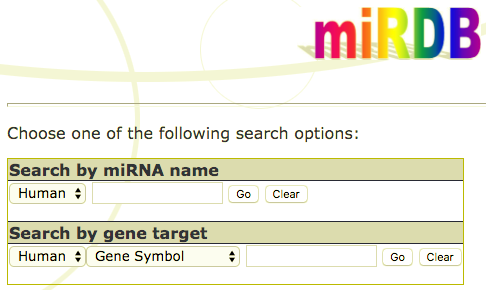 miRDB
Choose one of the following search options:
Search by miRNA name
Human Go Clear
Search by gene target
Human Gene Symbol Go Clear